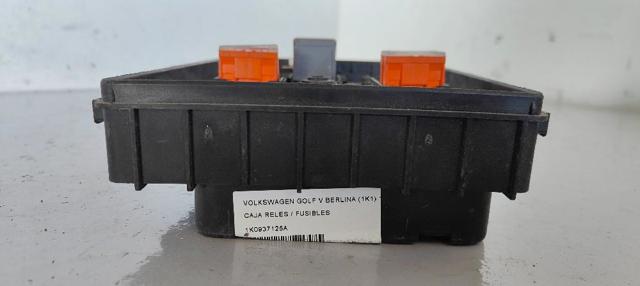 VOLKSWAGEN GOLF V BERLINA (1K1)
CAJA RELES / FUSIBLES
1K0937125A